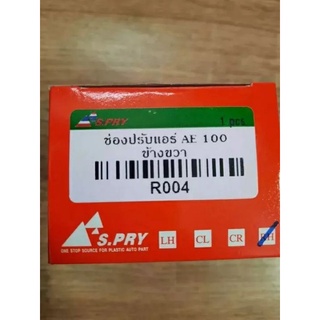 S.PRY
1 pcs.
ช่องปรับแอร์ AE 100
ข้างขวา
R004
S.PRY
ONE STOP SOURCE FOR PLASTIC AUTO PART
LH CL CR RH